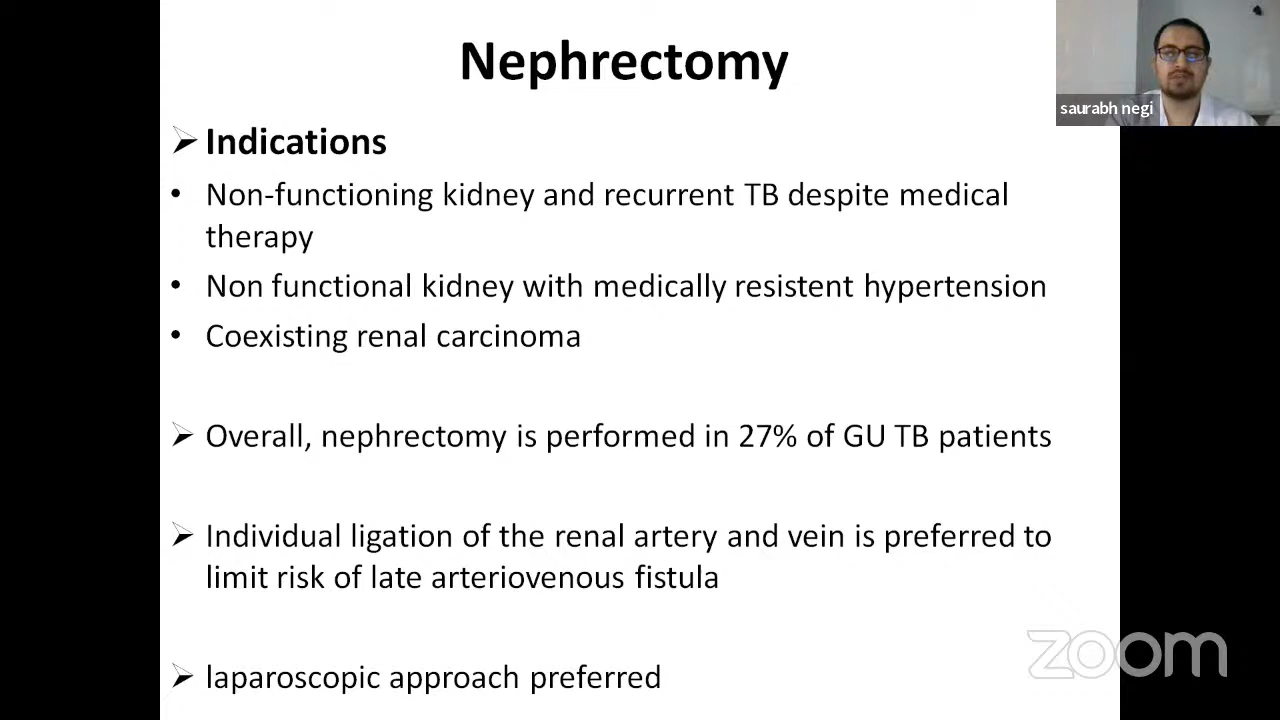 Nephrectomy
saurabh negi
➢ Indications
• Non-functioning kidney and recurrent TB despite medical
therapy
• Non functional kidney with medically resistent hypertension
• Coexisting renal carcinoma
➢ Overall, nephrectomy is performed in 27% of GU TB patients
➢ Individual ligation of the renal artery and vein is preferred to
limit risk of late arteriovenous fistula
➢ laparoscopic approach preferred
zoom